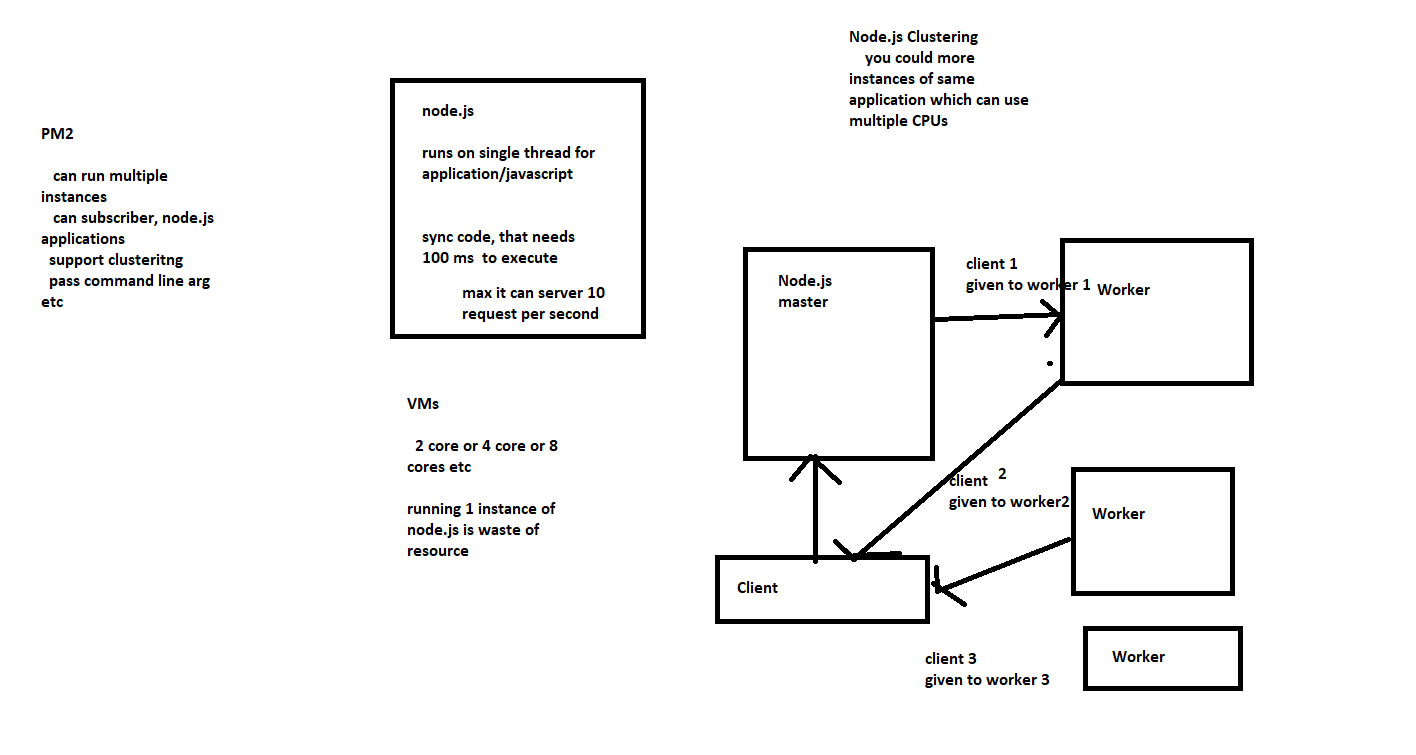 PM2
can run multiple
instances
can subscriber, node.js
applications
support clusteritng
pass command line arg
etc
node.js
runs on single thread for
application/javascript
sync code, that needs
100 ms  to execute
max it can server 10
request per second
VMs
2 core or 4 core or 8
cores etc
running 1 instance of
node.js is waste of
resource
Node.js Clustering
you could more
instances of same
application which can use
multiple CPUs
Node.js
master
client 1
given to worker 1
Worker
client 2
given to worker2
Worker
Client
client 3
given to worker 3
Worker